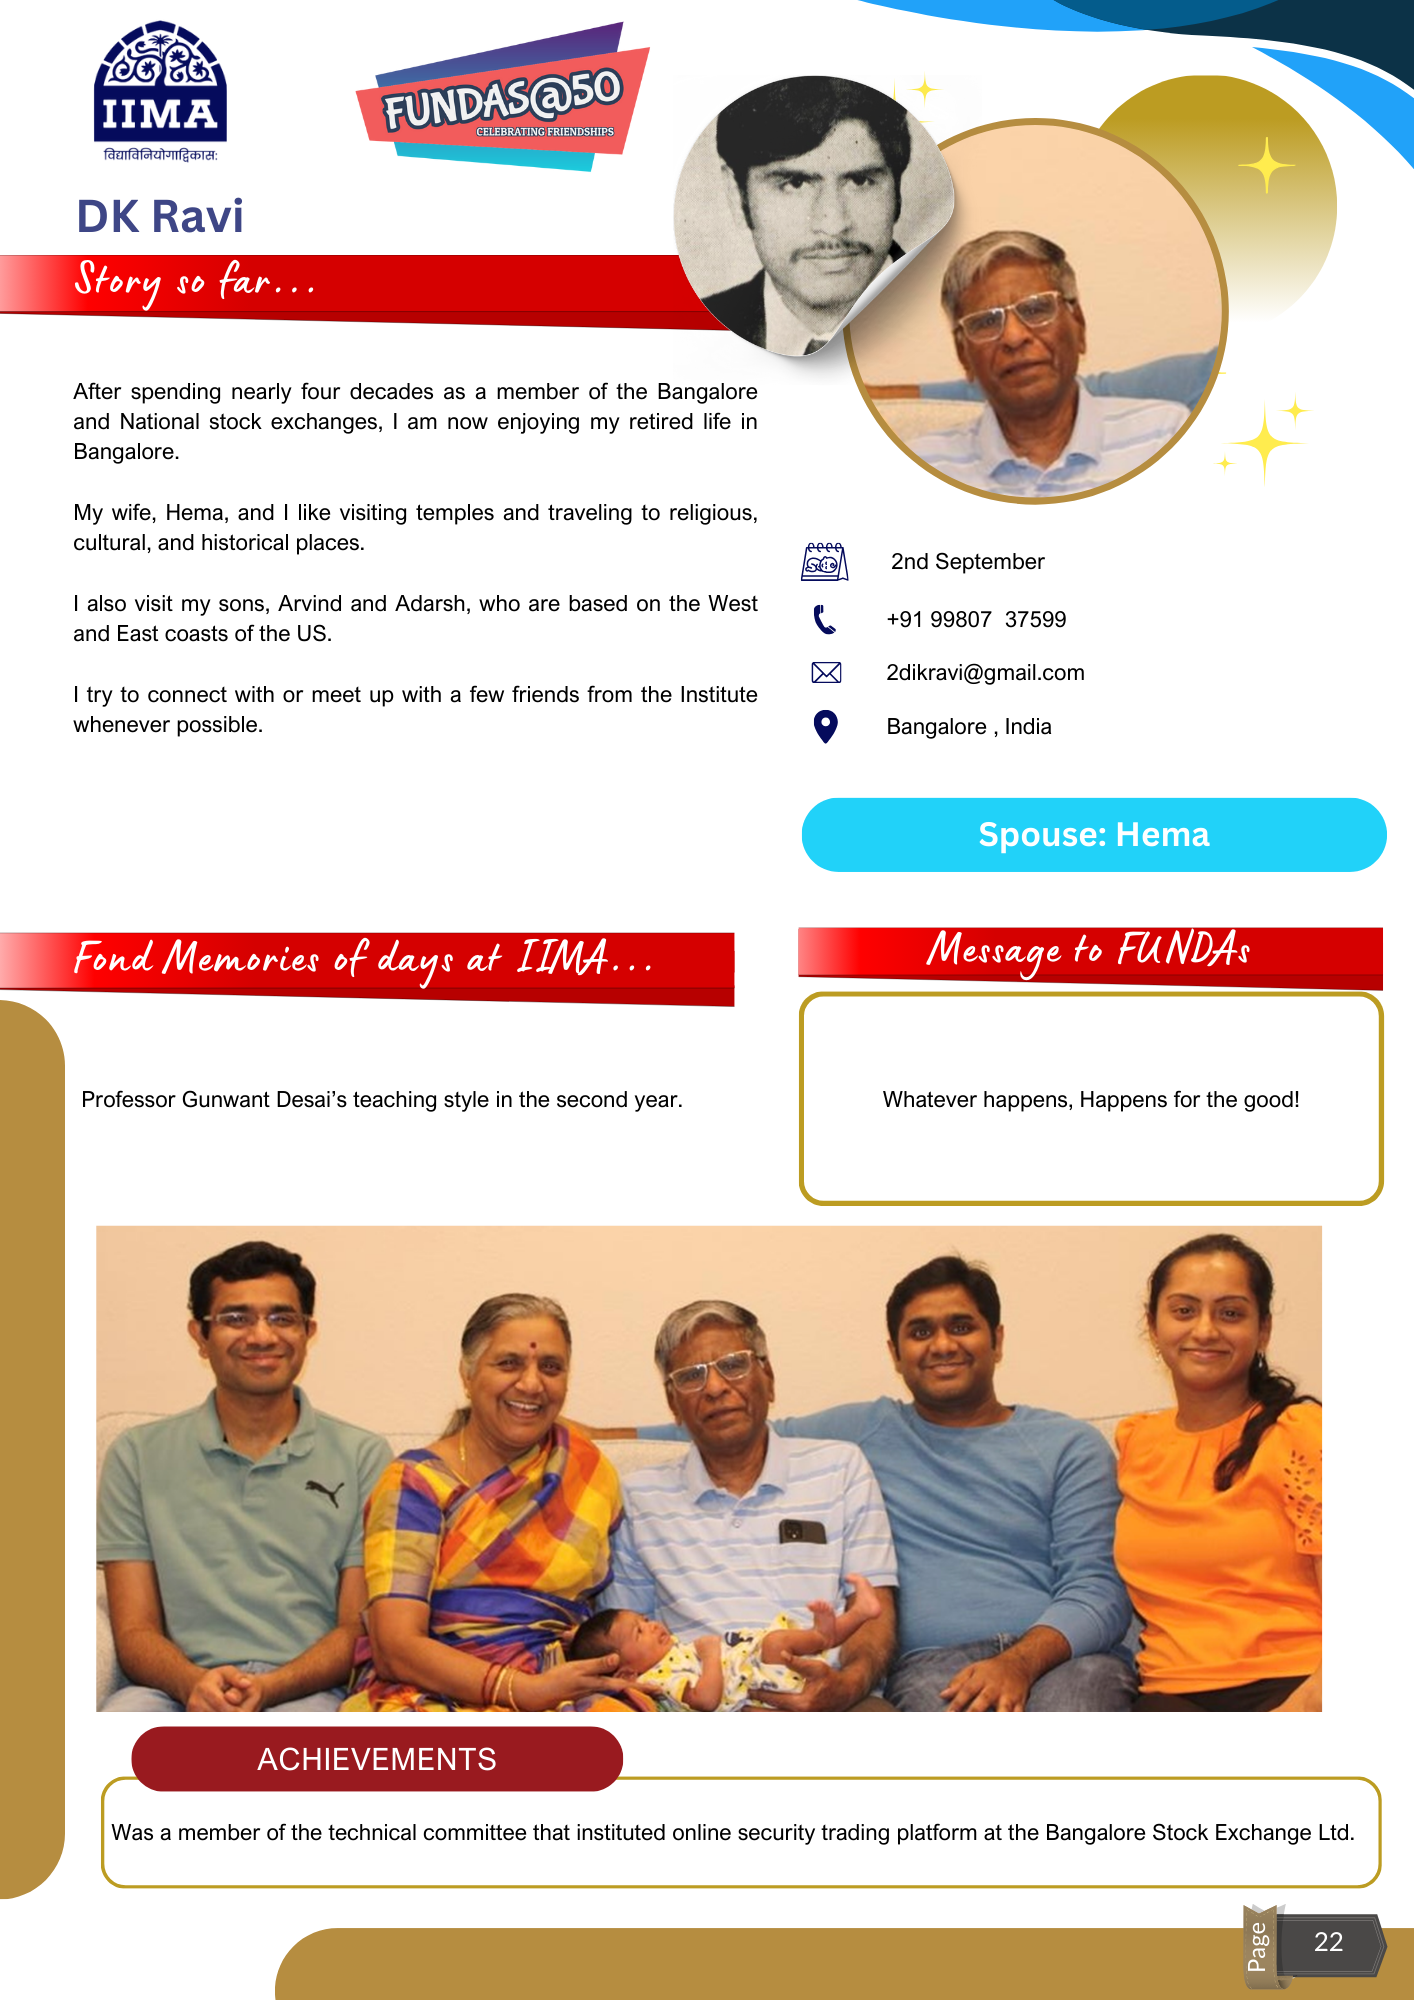 IIMA
विद्याविनियोगाद्विकास:
FUNDAS@50
CELEBRATING FRIENDSHIPS
DK Ravi
Story so far...
After spending nearly four decades as a member of the Bangalore
and National stock exchanges, I am now enjoying my retired life in
Bangalore.
My wife, Hema, and I like visiting temples and traveling to religious,
cultural, and historical places.
I also visit my sons, Arvind and Adarsh, who are based on the West
and East coasts of the US.
I try to connect with or meet up with a few friends from the Institute
whenever possible.
2nd September
+91 99807 37599
2dikravi@gmail.com
Bangalore , India
Spouse: Hema
Fond Memories of days at IIMA...
Professor Gunwant Desai’s teaching style in the second year.
Message to FUNDAs
Whatever happens, Happens for the good!
ACHIEVEMENTS
Was a member of the technical committee that instituted online security trading platform at the Bangalore Stock Exchange Ltd.
Page
22